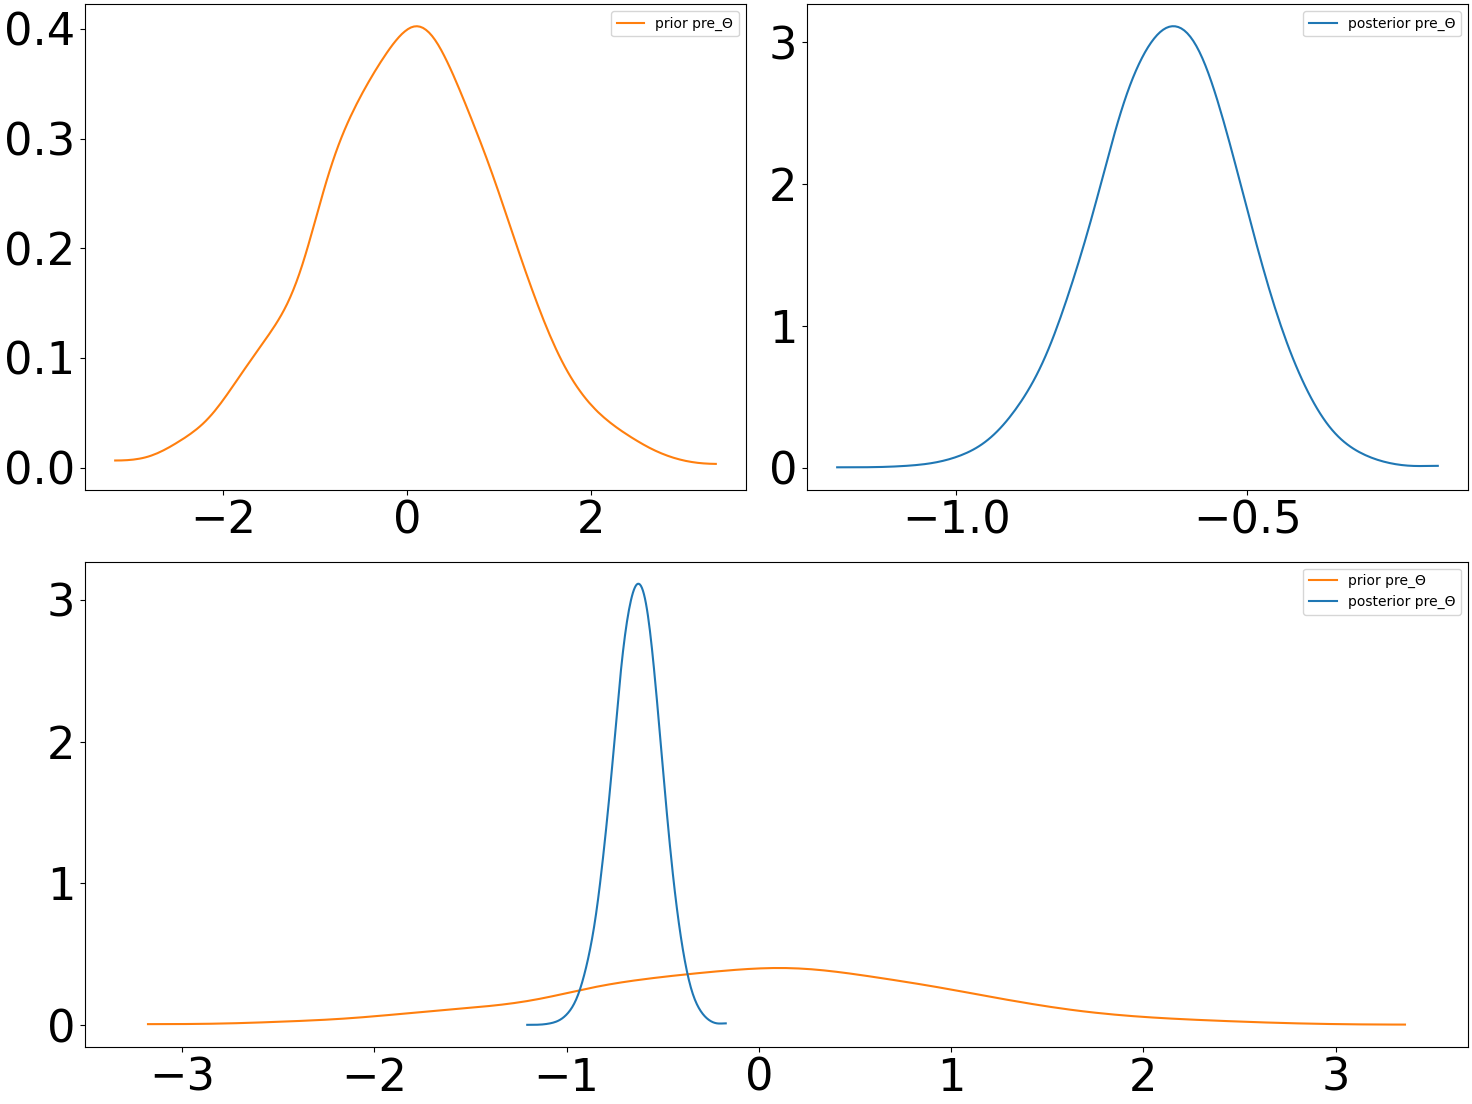 prior pre_Θ
0.4
0.3
0.2
0.1
0.0
−2 0 2
posterior pre_Θ
3
2
1
0
−1.0 −0.5
prior pre_Θ
posterior pre_Θ
3
2
1
0
−3 −2 −1 0 1 2 3